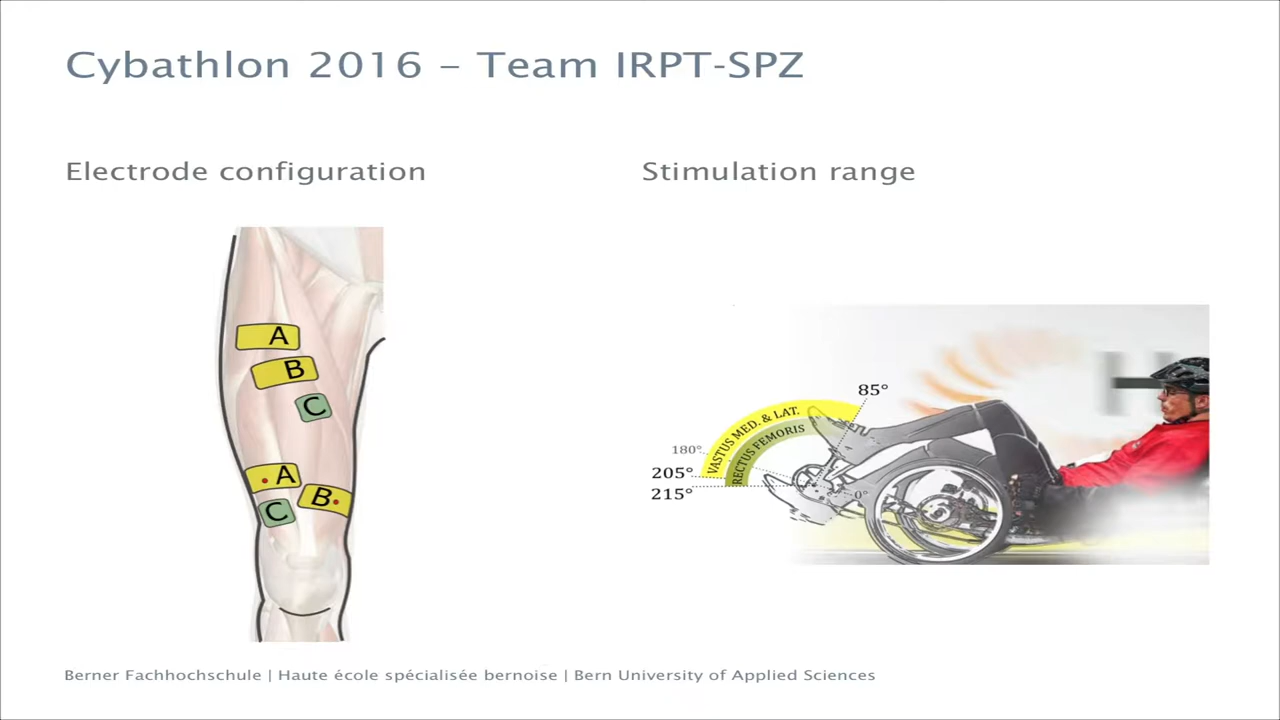 Cybathlon 2016 – Team IRPT-SPZ
Electrode configuration
Stimulation range
A
B
C
A
B
C
85°
VASTUS MED. & LAT.
RECTUS FEMORIS
180°
205°
215°
0°
H
Berner Fachhochschule | Haute école spécialisée bernoise | Bern University of Applied Sciences